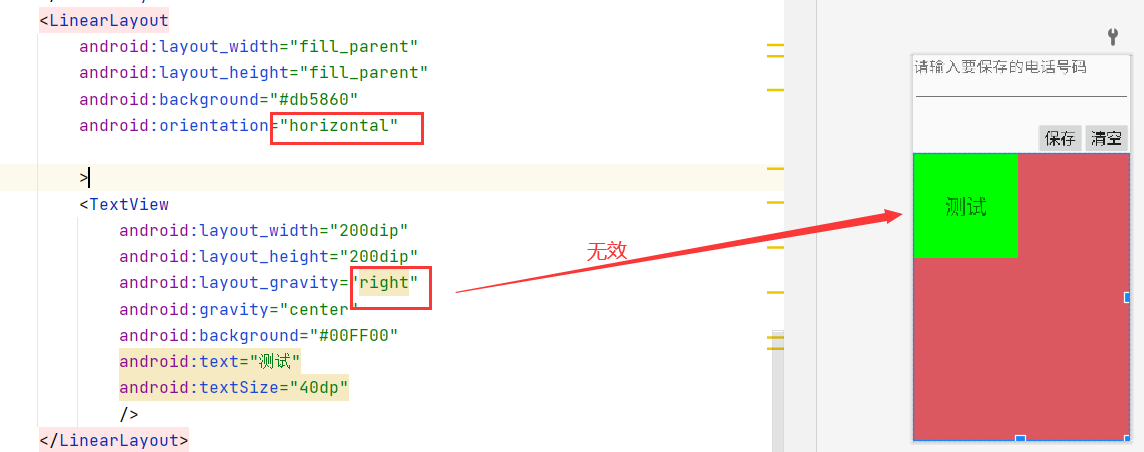 <LinearLayout
android:layout_width="fill_parent"
android:layout_height="fill_parent"
android:background="#db5860"
android:orientation="horizontal"
>
<TextView
android:layout_width="200dip"
android:layout_height="200dip"
android:layout_gravity="right"
android:gravity="center"
android:background="#00FF00"
android:text="测试"
android:textSize="40dp"
/>
</LinearLayout>
无效
请输入要保存的电话号码
保存 清空
测试